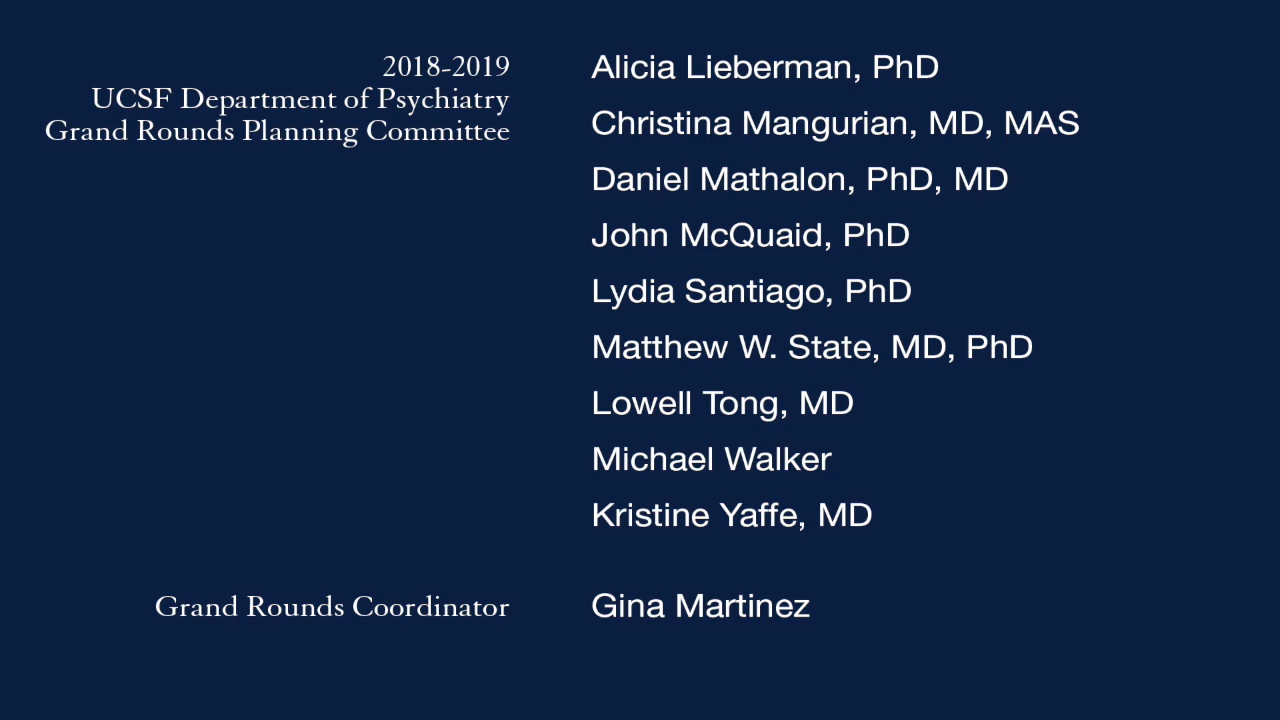 2018-2019
UCSF Department of Psychiatry
Grand Rounds Planning Committee
Alicia Lieberman, PhD
Christina Mangurian, MD, MAS
Daniel Mathalon, PhD, MD
John McQuaid, PhD
Lydia Santiago, PhD
Matthew W. State, MD, PhD
Lowell Tong, MD
Michael Walker
Kristine Yaffe, MD
Grand Rounds Coordinator
Gina Martinez